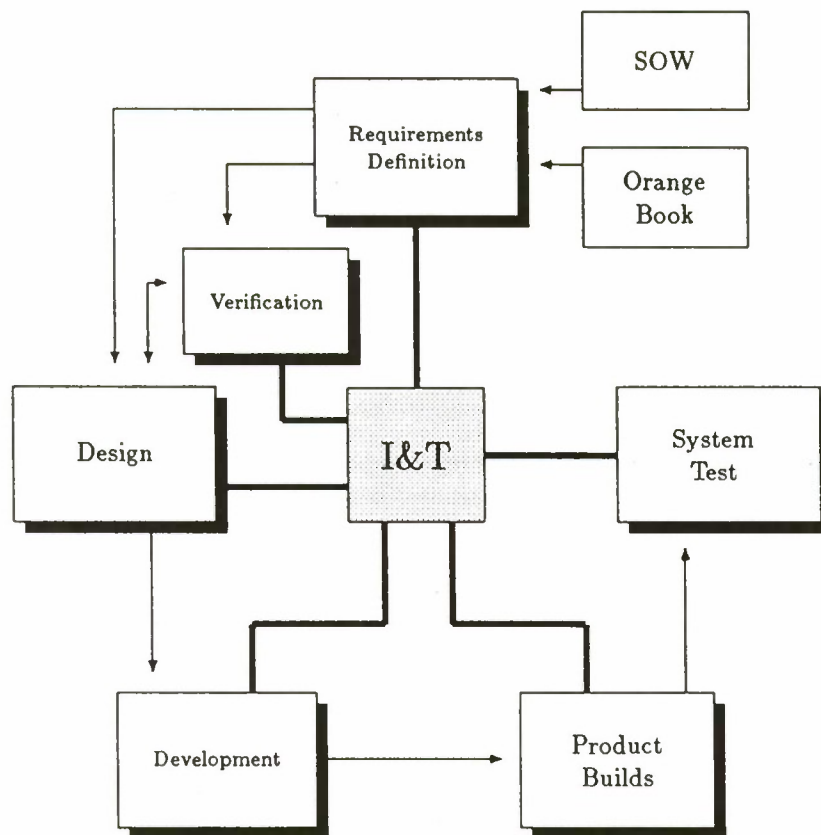 SOW
Requirements
Definition
Orange
Book
Verification
Design
I&T
System
Test
Development
Product
Builds